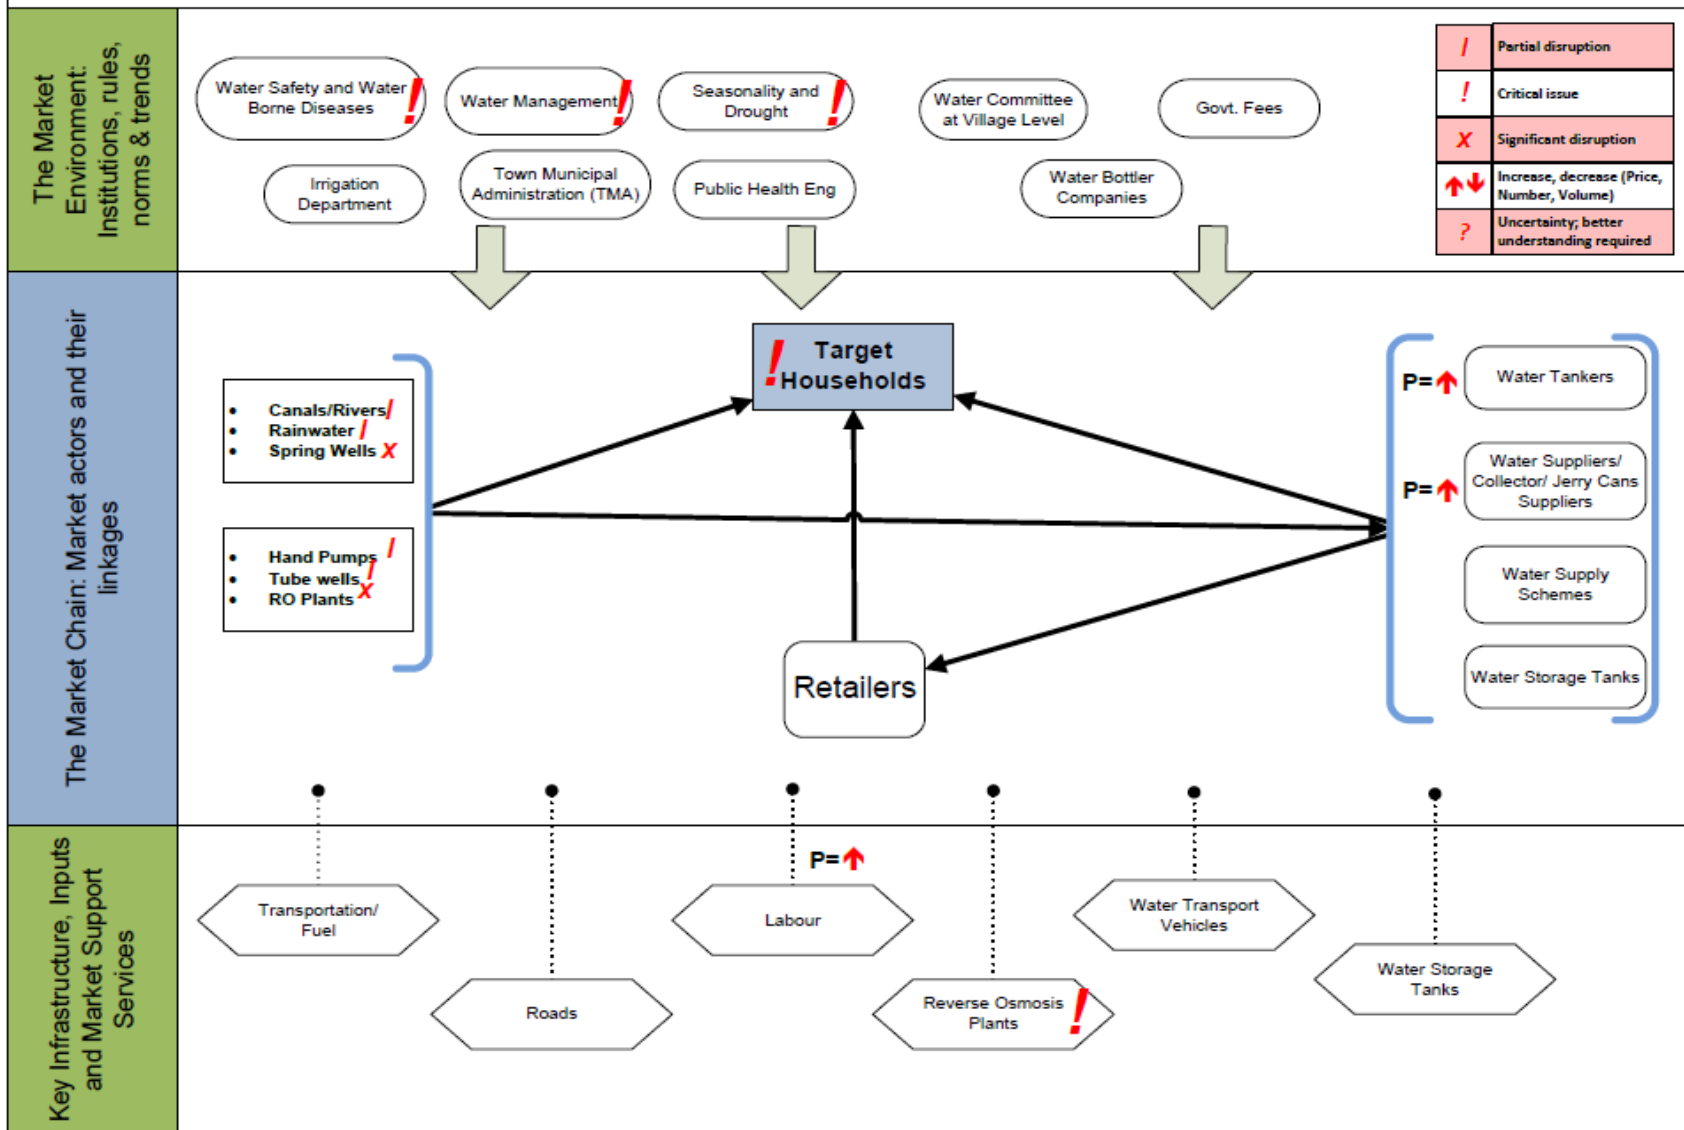 The Market
Environment:
Institutions, rules,
norms & trends
Water Safety and Water
Borne Diseases
!
Water Management
!
Seasonality and
Drought
!
Water Committee
at Village Level
Govt. Fees
Irrigation
Department
Town Municipal
Administration (TMA)
Public Health Eng
Water Bottler
Companies
/ Partial disruption
! Critical issue
X Significant disruption
Increase, decrease (Price,
Number, Volume)
? Uncertainty; better
understanding required
The Market Chain: Market actors and their
linkages
• Canals/Rivers /
• Rainwater /
• Spring Wells X
• Hand Pumps /
• Tube wells /
• RO Plants X
! Target
Households
Retailers
P=
Water Tankers
P=
Water Suppliers/
Collector/ Jerry Cans
Suppliers
Water Supply
Schemes
Water Storage Tanks
Key Infrastructure, Inputs
and Market Support
Services
Transportation/
Fuel
Roads
P=
Labour
Reverse Osmosis
Plants
!
Water Transport
Vehicles
Water Storage
Tanks